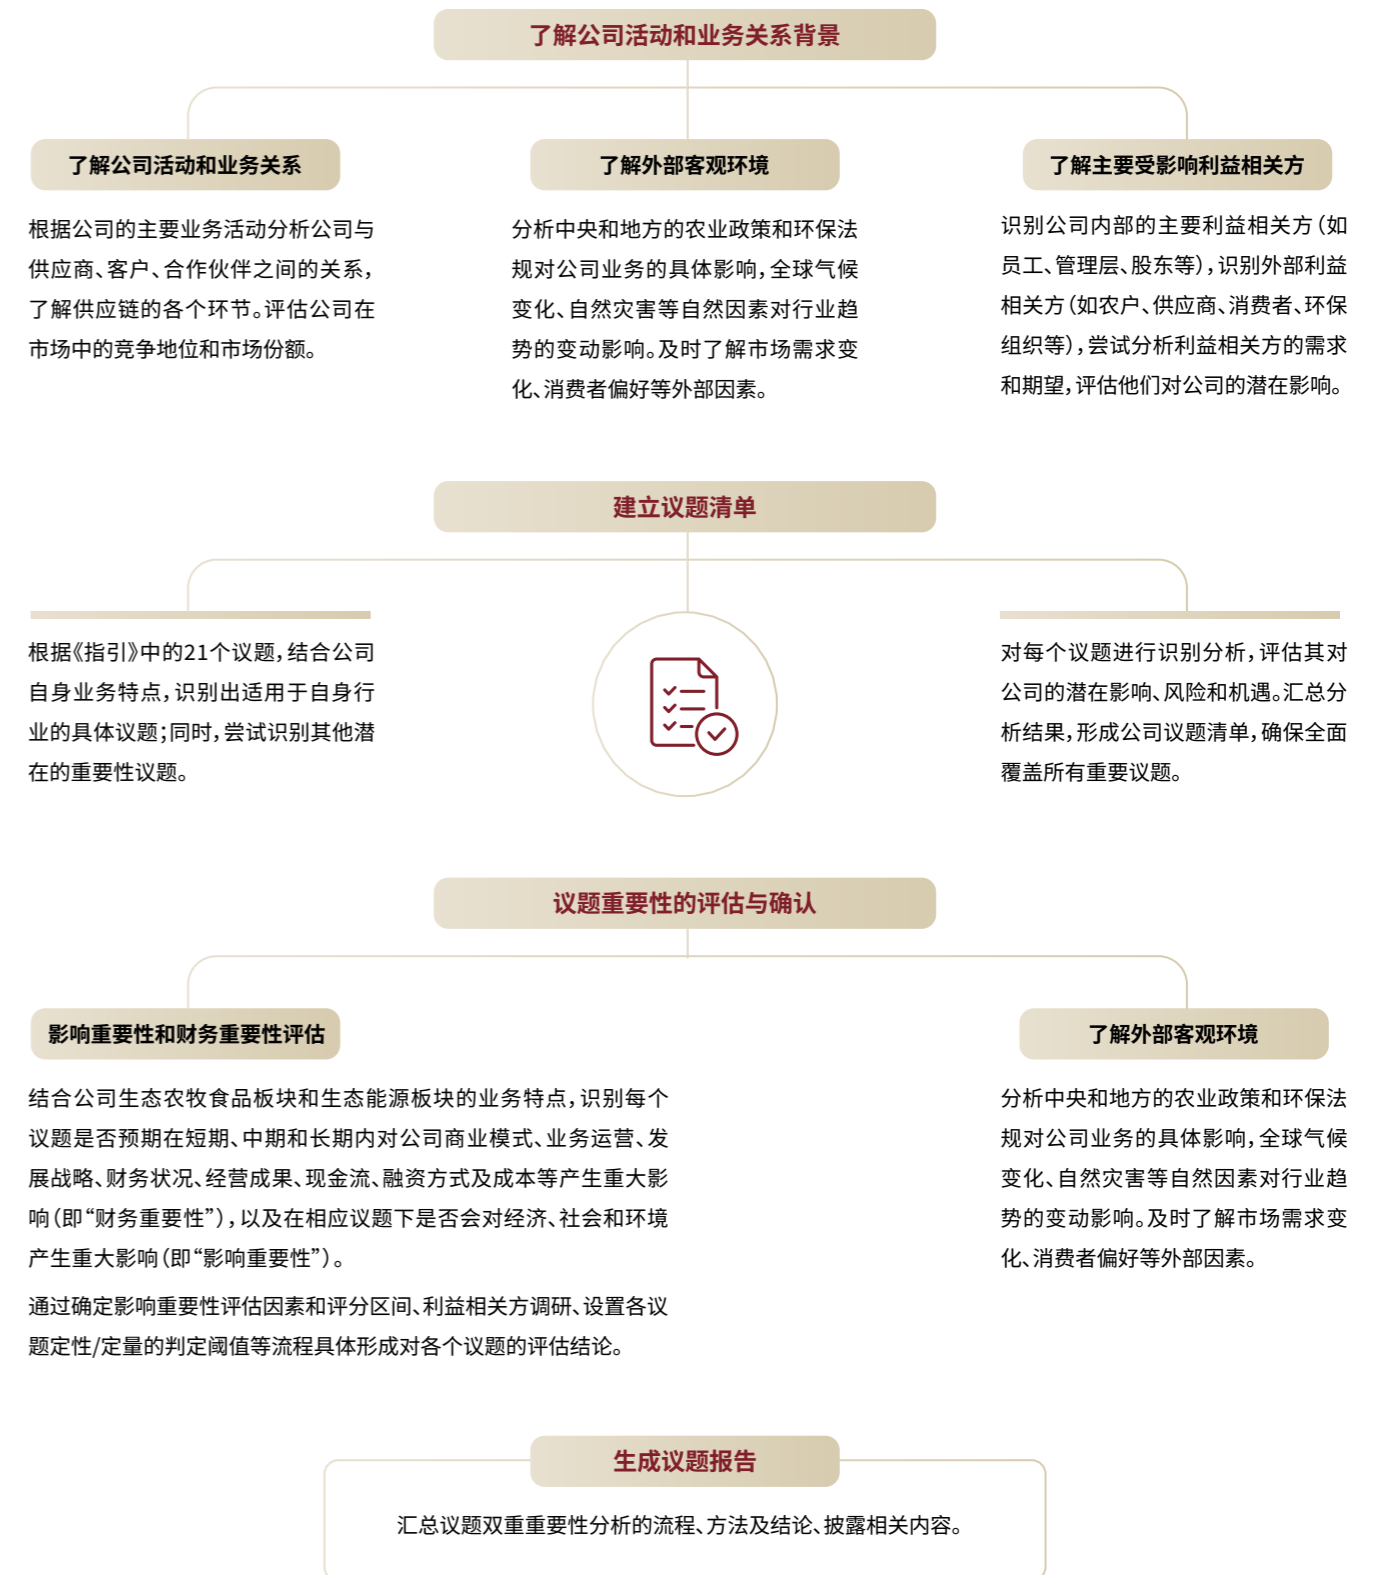 了解公司活动和业务关系背景
了解公司活动和业务关系
根据公司的主要业务活动分析公司与
供应商、客户、合作伙伴之间的关系，
了解供应链的各个环节。评估公司在
市场中的竞争地位和市场份额。
了解外部客观环境
分析中央和地方的农业政策和环保法
规对公司业务的具体影响，全球气候
变化、自然灾害等自然因素对行业趋
势的变动影响。及时了解市场需求变
化、消费者偏好等外部因素。
了解主要受影响利益相关方
识别公司内部的主要利益相关方（如
员工、管理层、股东等），识别外部利益
相关方（如农户、供应商、消费者、环保
组织等），尝试分析利益相关方的需求
和期望，评估他们对公司的潜在影响。
建立议题清单
根据《指引》中的21个议题，结合公司
自身业务特点，识别出适用于自身行
业的具体议题；同时，尝试识别其他潜
在的重要性议题。
对每个议题进行识别分析，评估其对
公司的潜在影响、风险和机遇。汇总分
析结果，形成公司议题清单，确保全面
覆盖所有重要议题。
议题重要性的评估与确认
影响重要性和财务重要性评估
结合公司生态农牧食品板块和生态能源板块的业务特点，识别每个
议题是否预期在短期、中期和长期内对公司商业模式、业务运营、发
展战略、财务状况、经营成果、现金流、融资方式及成本等产生重大影
响（即“财务重要性”），以及在相应议题下是否会对经济、社会和环境
产生重大影响（即“影响重要性”）。
通过确定影响重要性评估因素和评分区间、利益相关方调研、设置各议
题定性/定量的判定阈值等流程具体形成对各个议题的评估结论。
了解外部客观环境
分析中央和地方的农业政策和环保法
规对公司业务的具体影响，全球气候
变化、自然灾害等自然因素对行业趋
势的变动影响。及时了解市场需求变
化、消费者偏好等外部因素。
生成议题报告
汇总议题双重重要性分析的流程、方法及结论、披露相关内容。